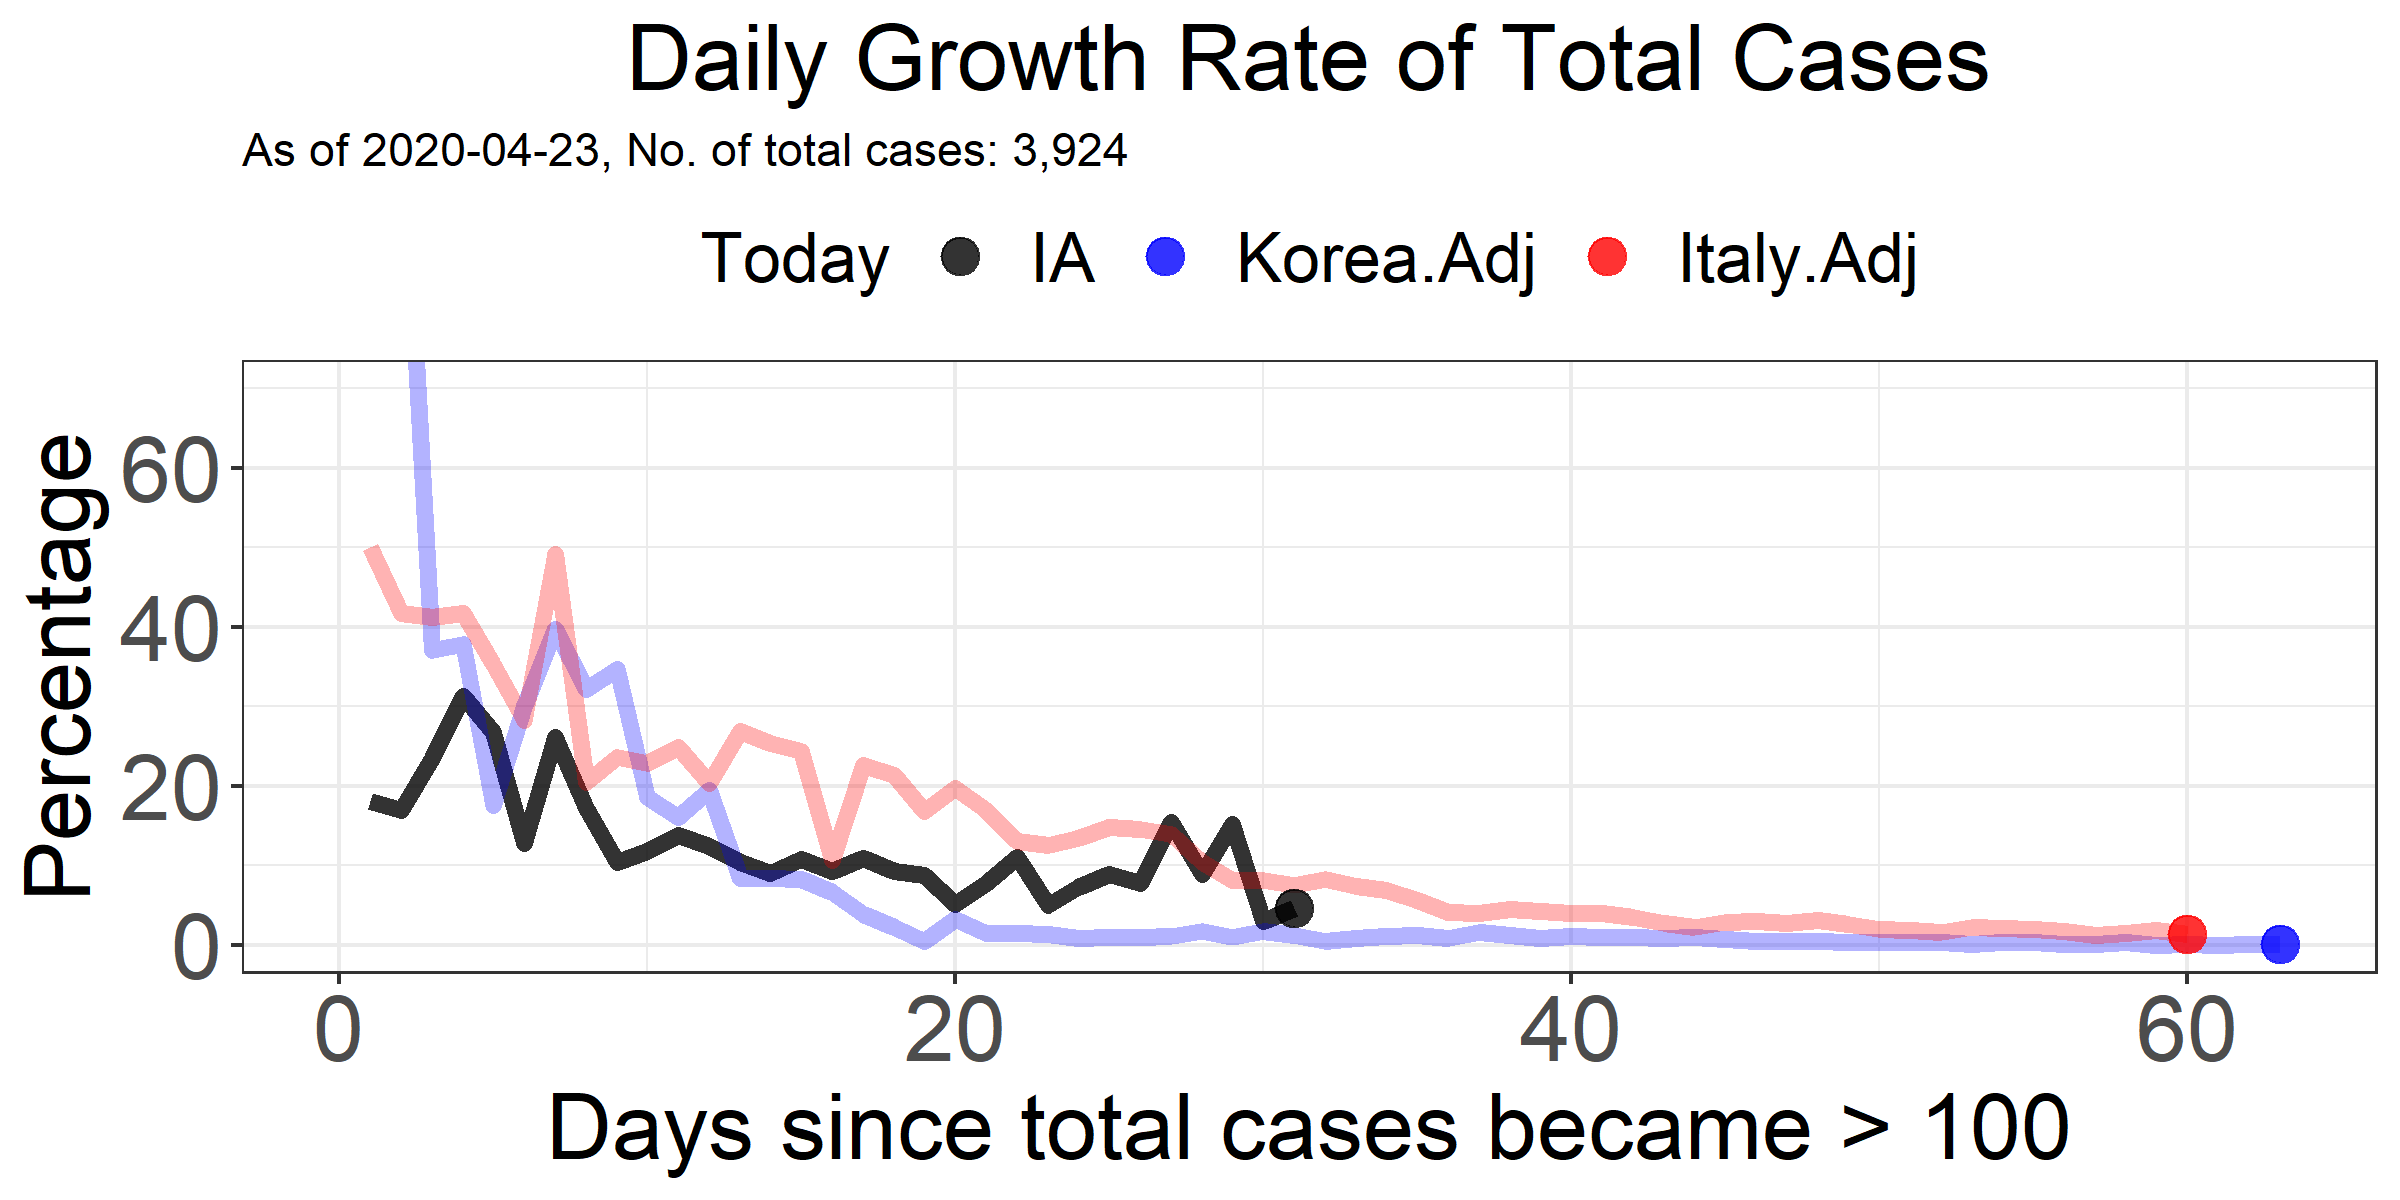 Daily Growth Rate of Total Cases
As of 2020-04-23, No. of total cases: 3,924
Today IA Korea.Adj Italy.Adj
Percentage
60
40
20
0
0 20 40 60
Days since total cases became > 100